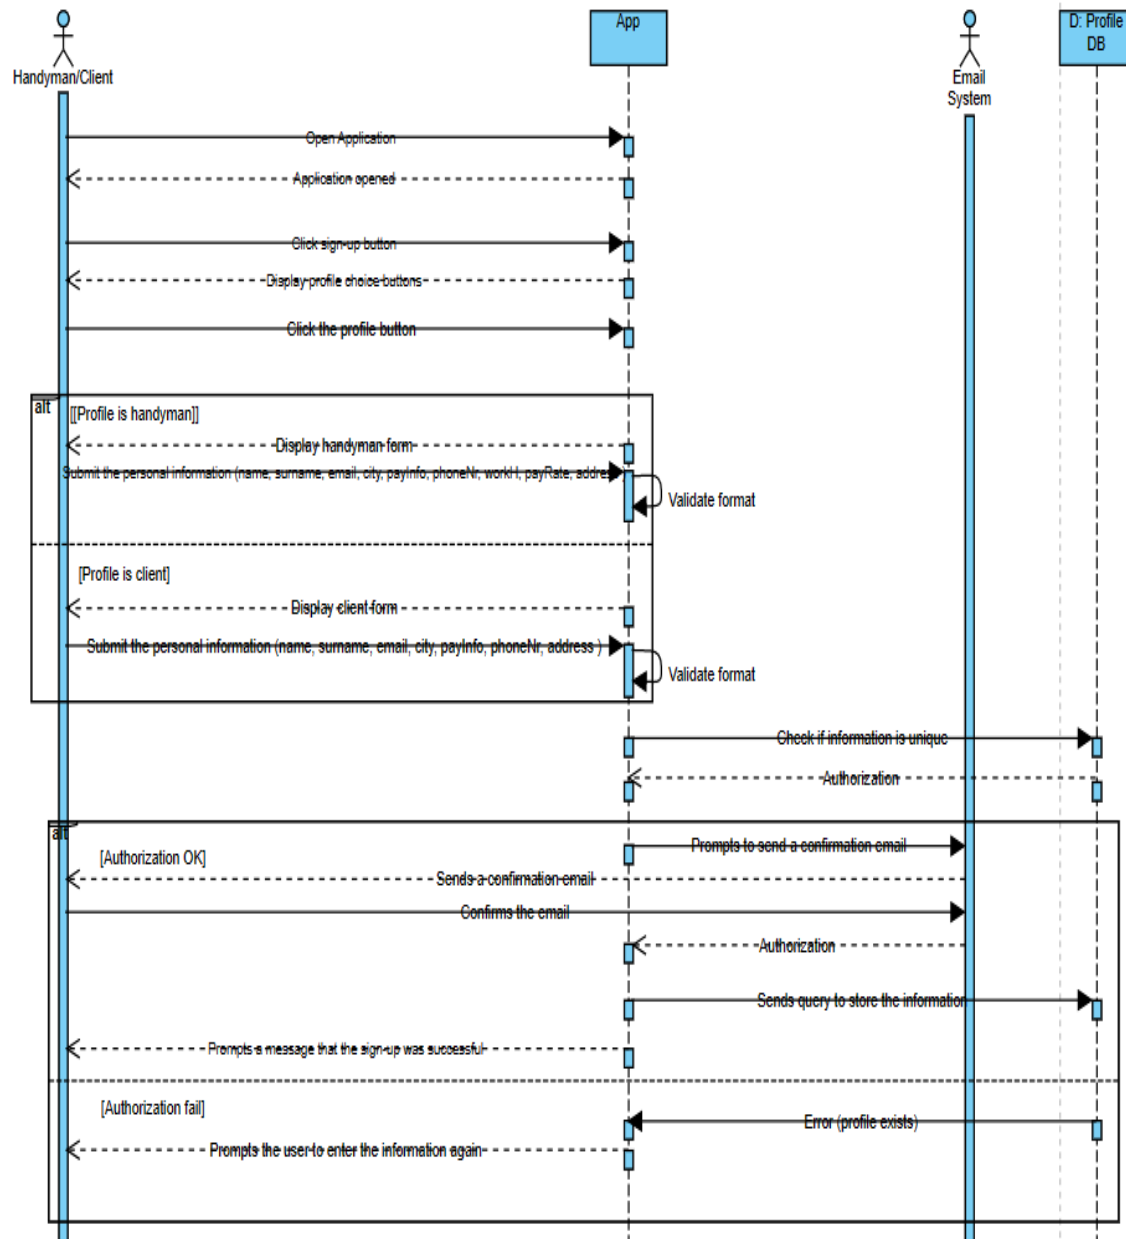 App
D: Profile
DB
Handyman/Client
Email
System
Open Application
Application opened
Click sign-up button
Display profile choice buttons
Click the profile button
alt
[[Profile is handyman]]
Display handyman form
Submit the personal information (name, surname, email, city, payInfo, phoneNr, workH, payRate, address )
Validate format
[Profile is client]
Display client form
Submit the personal information (name, surname, email, city, payInfo, phoneNr, address )
Validate format
Check if information is unique
Authorization
alt
Prompts to send a confirmation email
[Authorization OK]
Sends a confirmation email
Confirms the email
Authorization
Sends query to store the information
Prompts a message that the sign-up was successful
[Authorization fail]
Error (profile exists)
Prompts the user to enter the information again